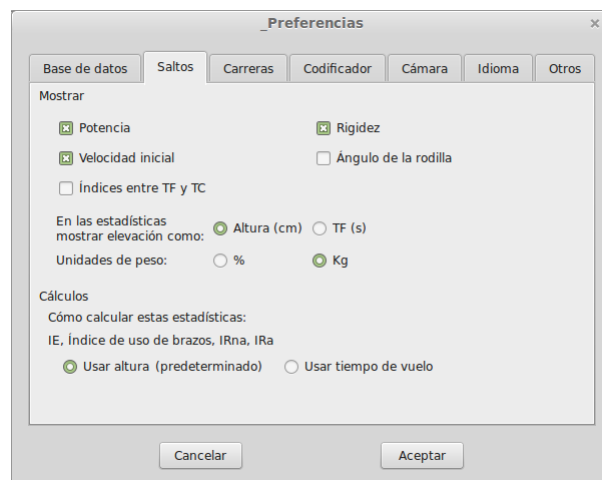 _Preferencias
Base de datos Saltos Carreras Codificador Cámara Idioma Otros
Mostrar
Potencia Rigidez
Velocidad inicial Ángulo de la rodilla
Índices entre TF y TC
En las estadísticas
mostrar elevación como: Altura (cm) TF (s)
Unidades de peso: % Kg
Cálculos
Cómo calcular estas estadísticas:
IE, Índice de uso de brazos, IRna, IRa
Usar altura (predeterminado) Usar tiempo de vuelo
Cancelar Aceptar